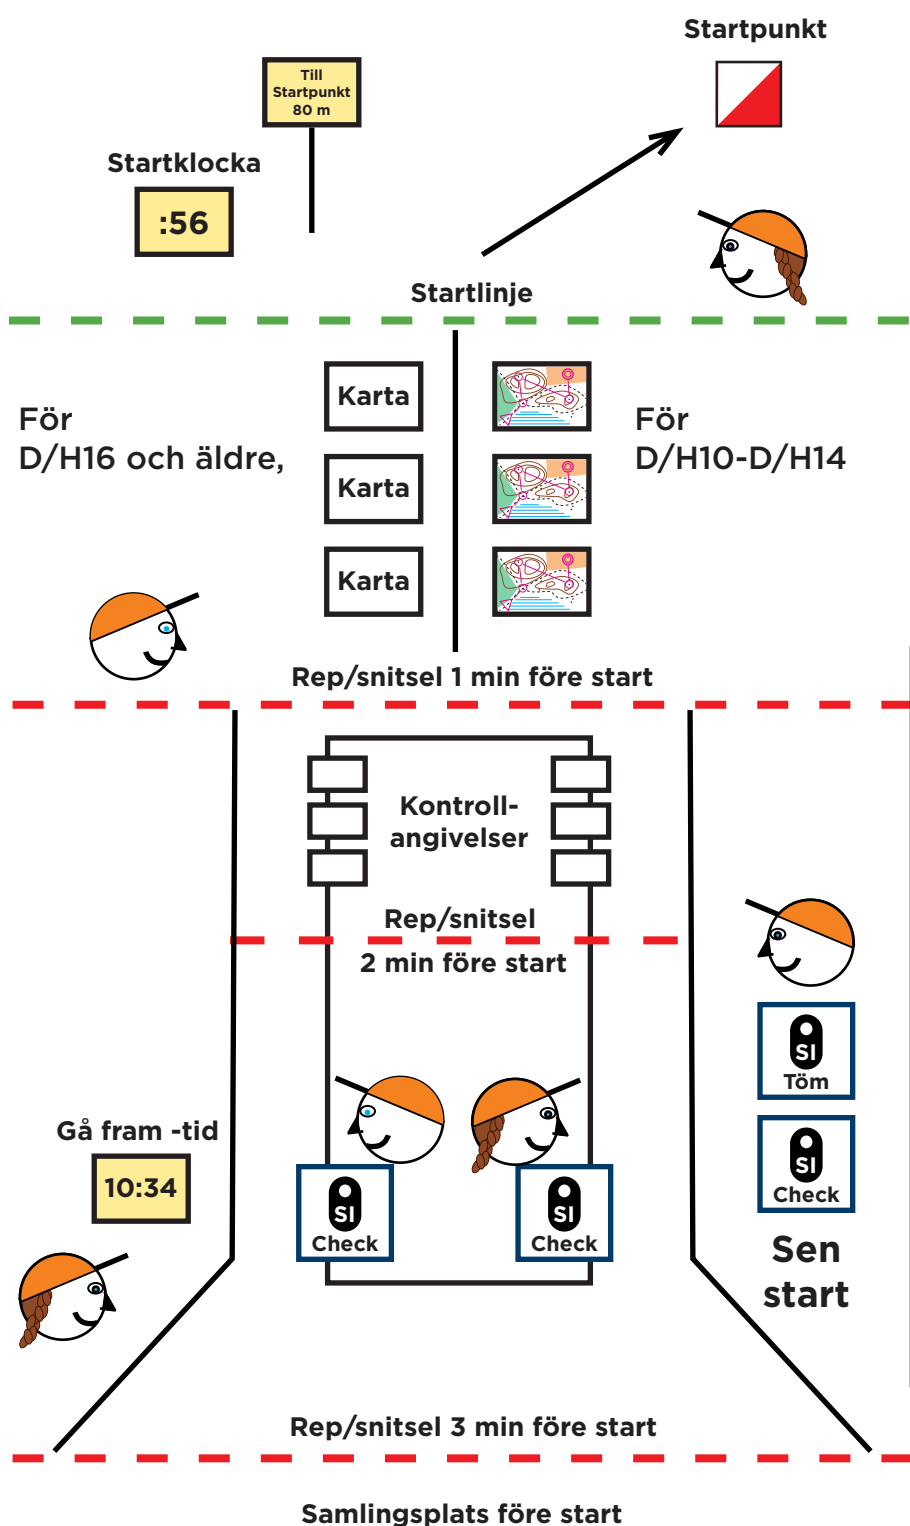 Startpunkt
Till
Startpunkt
80 m
Startklocka
:56
Startlinje
För
D/H16 och äldre,
Karta
Karta
Karta
För
D/H10-D/H14
Rep/snitsel 1 min före start
Kontroll-
angivelser
Rep/snitsel
2 min före start
SI
Töm
SI
Check
Sen
start
Gå fram -tid
10:34
SI
Check
SI
Check
Rep/snitsel 3 min före start
Samlingsplats före start